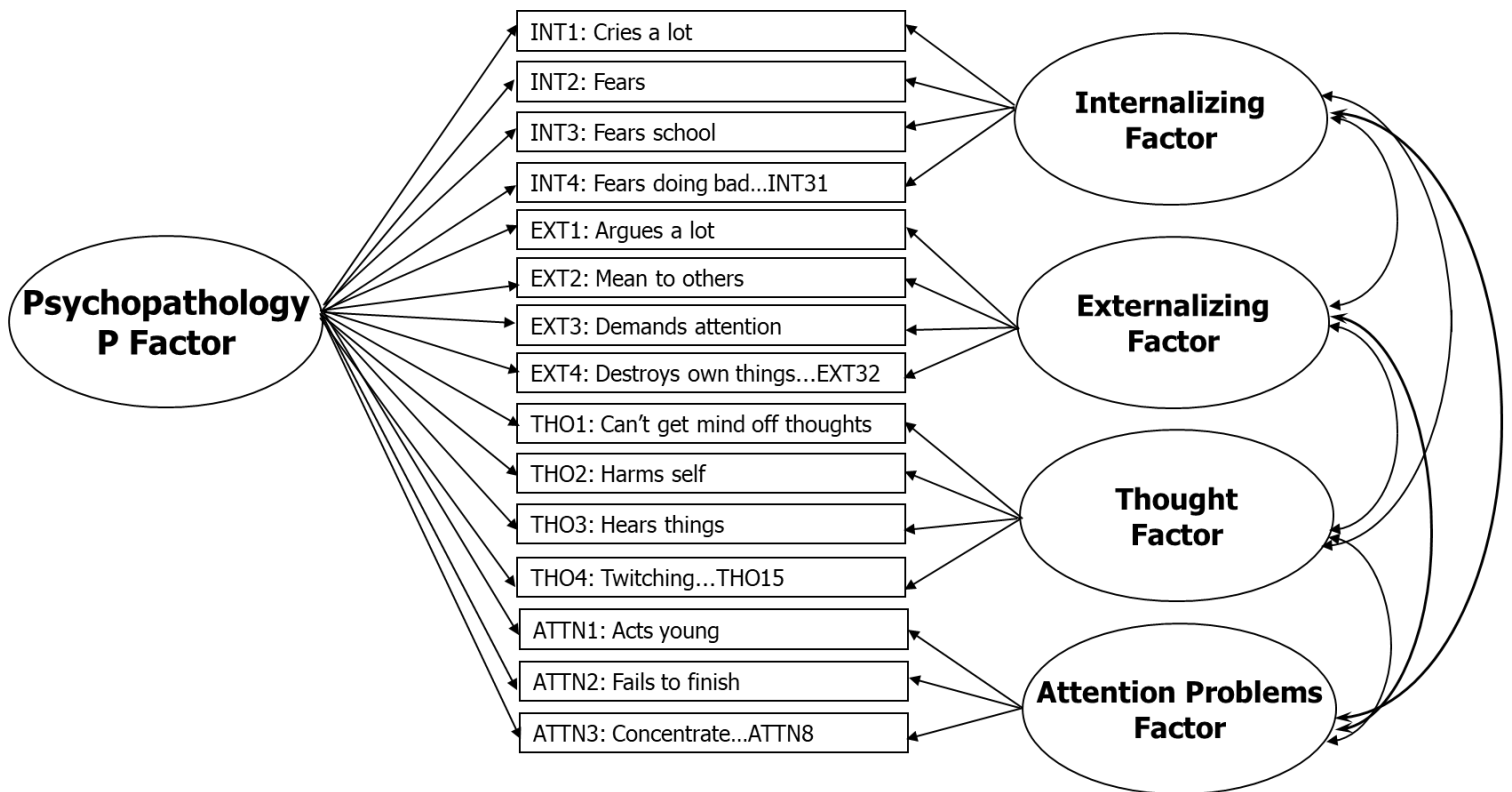 Psychopathology
P Factor
INT1: Cries a lot
INT2: Fears
INT3: Fears school
INT4: Fears doing bad...INT31
EXT1: Argues a lot
EXT2: Mean to others
EXT3: Demands attention
EXT4: Destroys own things...EXT32
THO1: Can’t get mind off thoughts
THO2: Harms self
THO3: Hears things
THO4: Twitching...THO15
ATTN1: Acts young
ATTN2: Fails to finish
ATTN3: Concentrate...ATTN8
Internalizing
Factor
Externalizing
Factor
Thought
Factor
Attention Problems
Factor